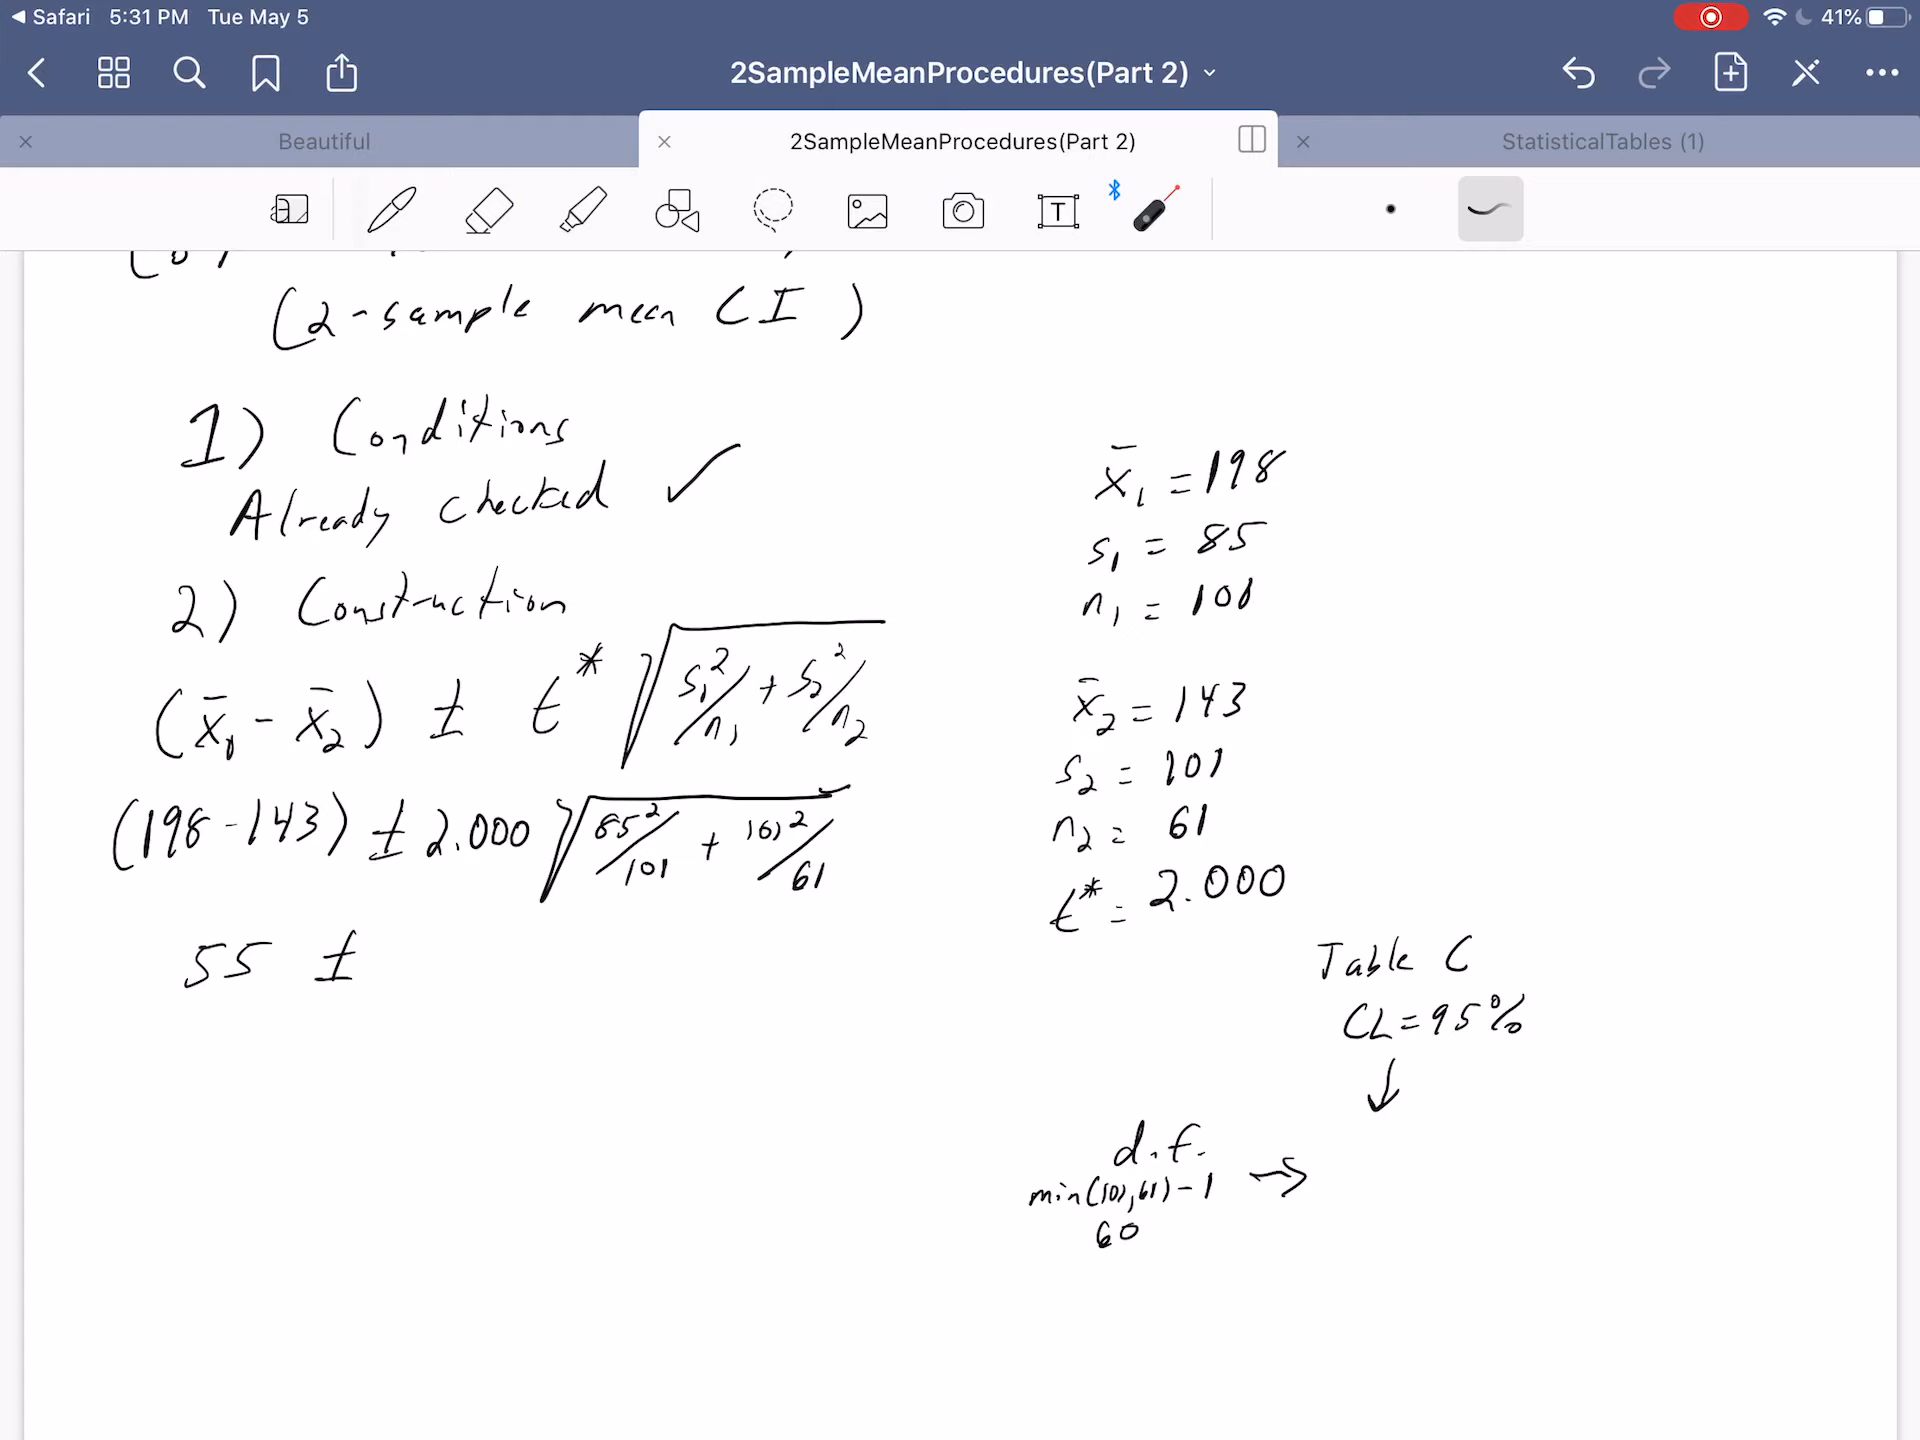 Safari 5:31 PM Tue May 5
41%
2SampleMeanProcedures(Part 2)
Beautiful
2SampleMeanProcedures(Part 2)
StatisticalTables (1)
(2-sample mean CI)
1) Conditions
Already checked ✓
2) Construction
(x̄₁ - x̄₂) ± t* √(s₁²/n₁ + s₂²/n₂)
(198 - 143) ± 2.000 √(85²/101 + 101²/61)
55 ±
x̄₁ = 198
s₁ = 85
n₁ = 101
x̄₂ = 143
s₂ = 101
n₂ = 61
t* = 2.000
Table C
CL = 95%
↓
d.f. →
min(101,61) - 1
60